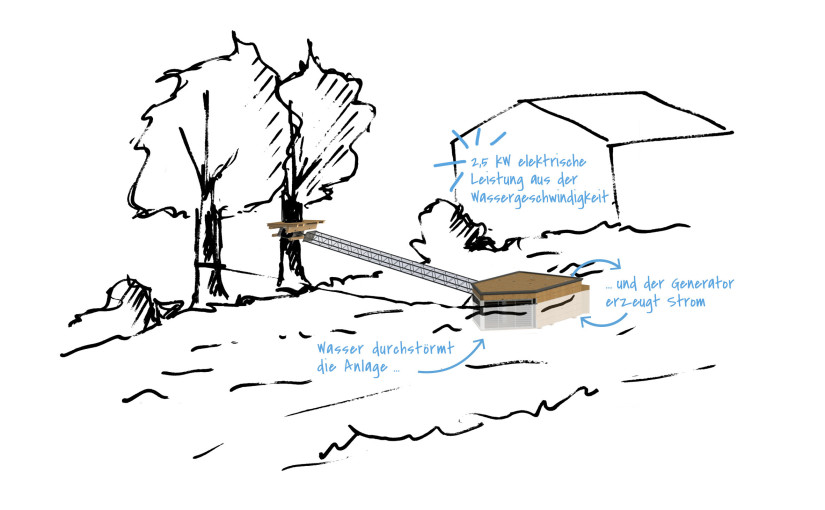 2,5 KW elektrische
Leistung aus der
Wassergeschwindigkeit
... und der Generator
erzeugt Strom
Wasser durchstörmt
die Anlage ...